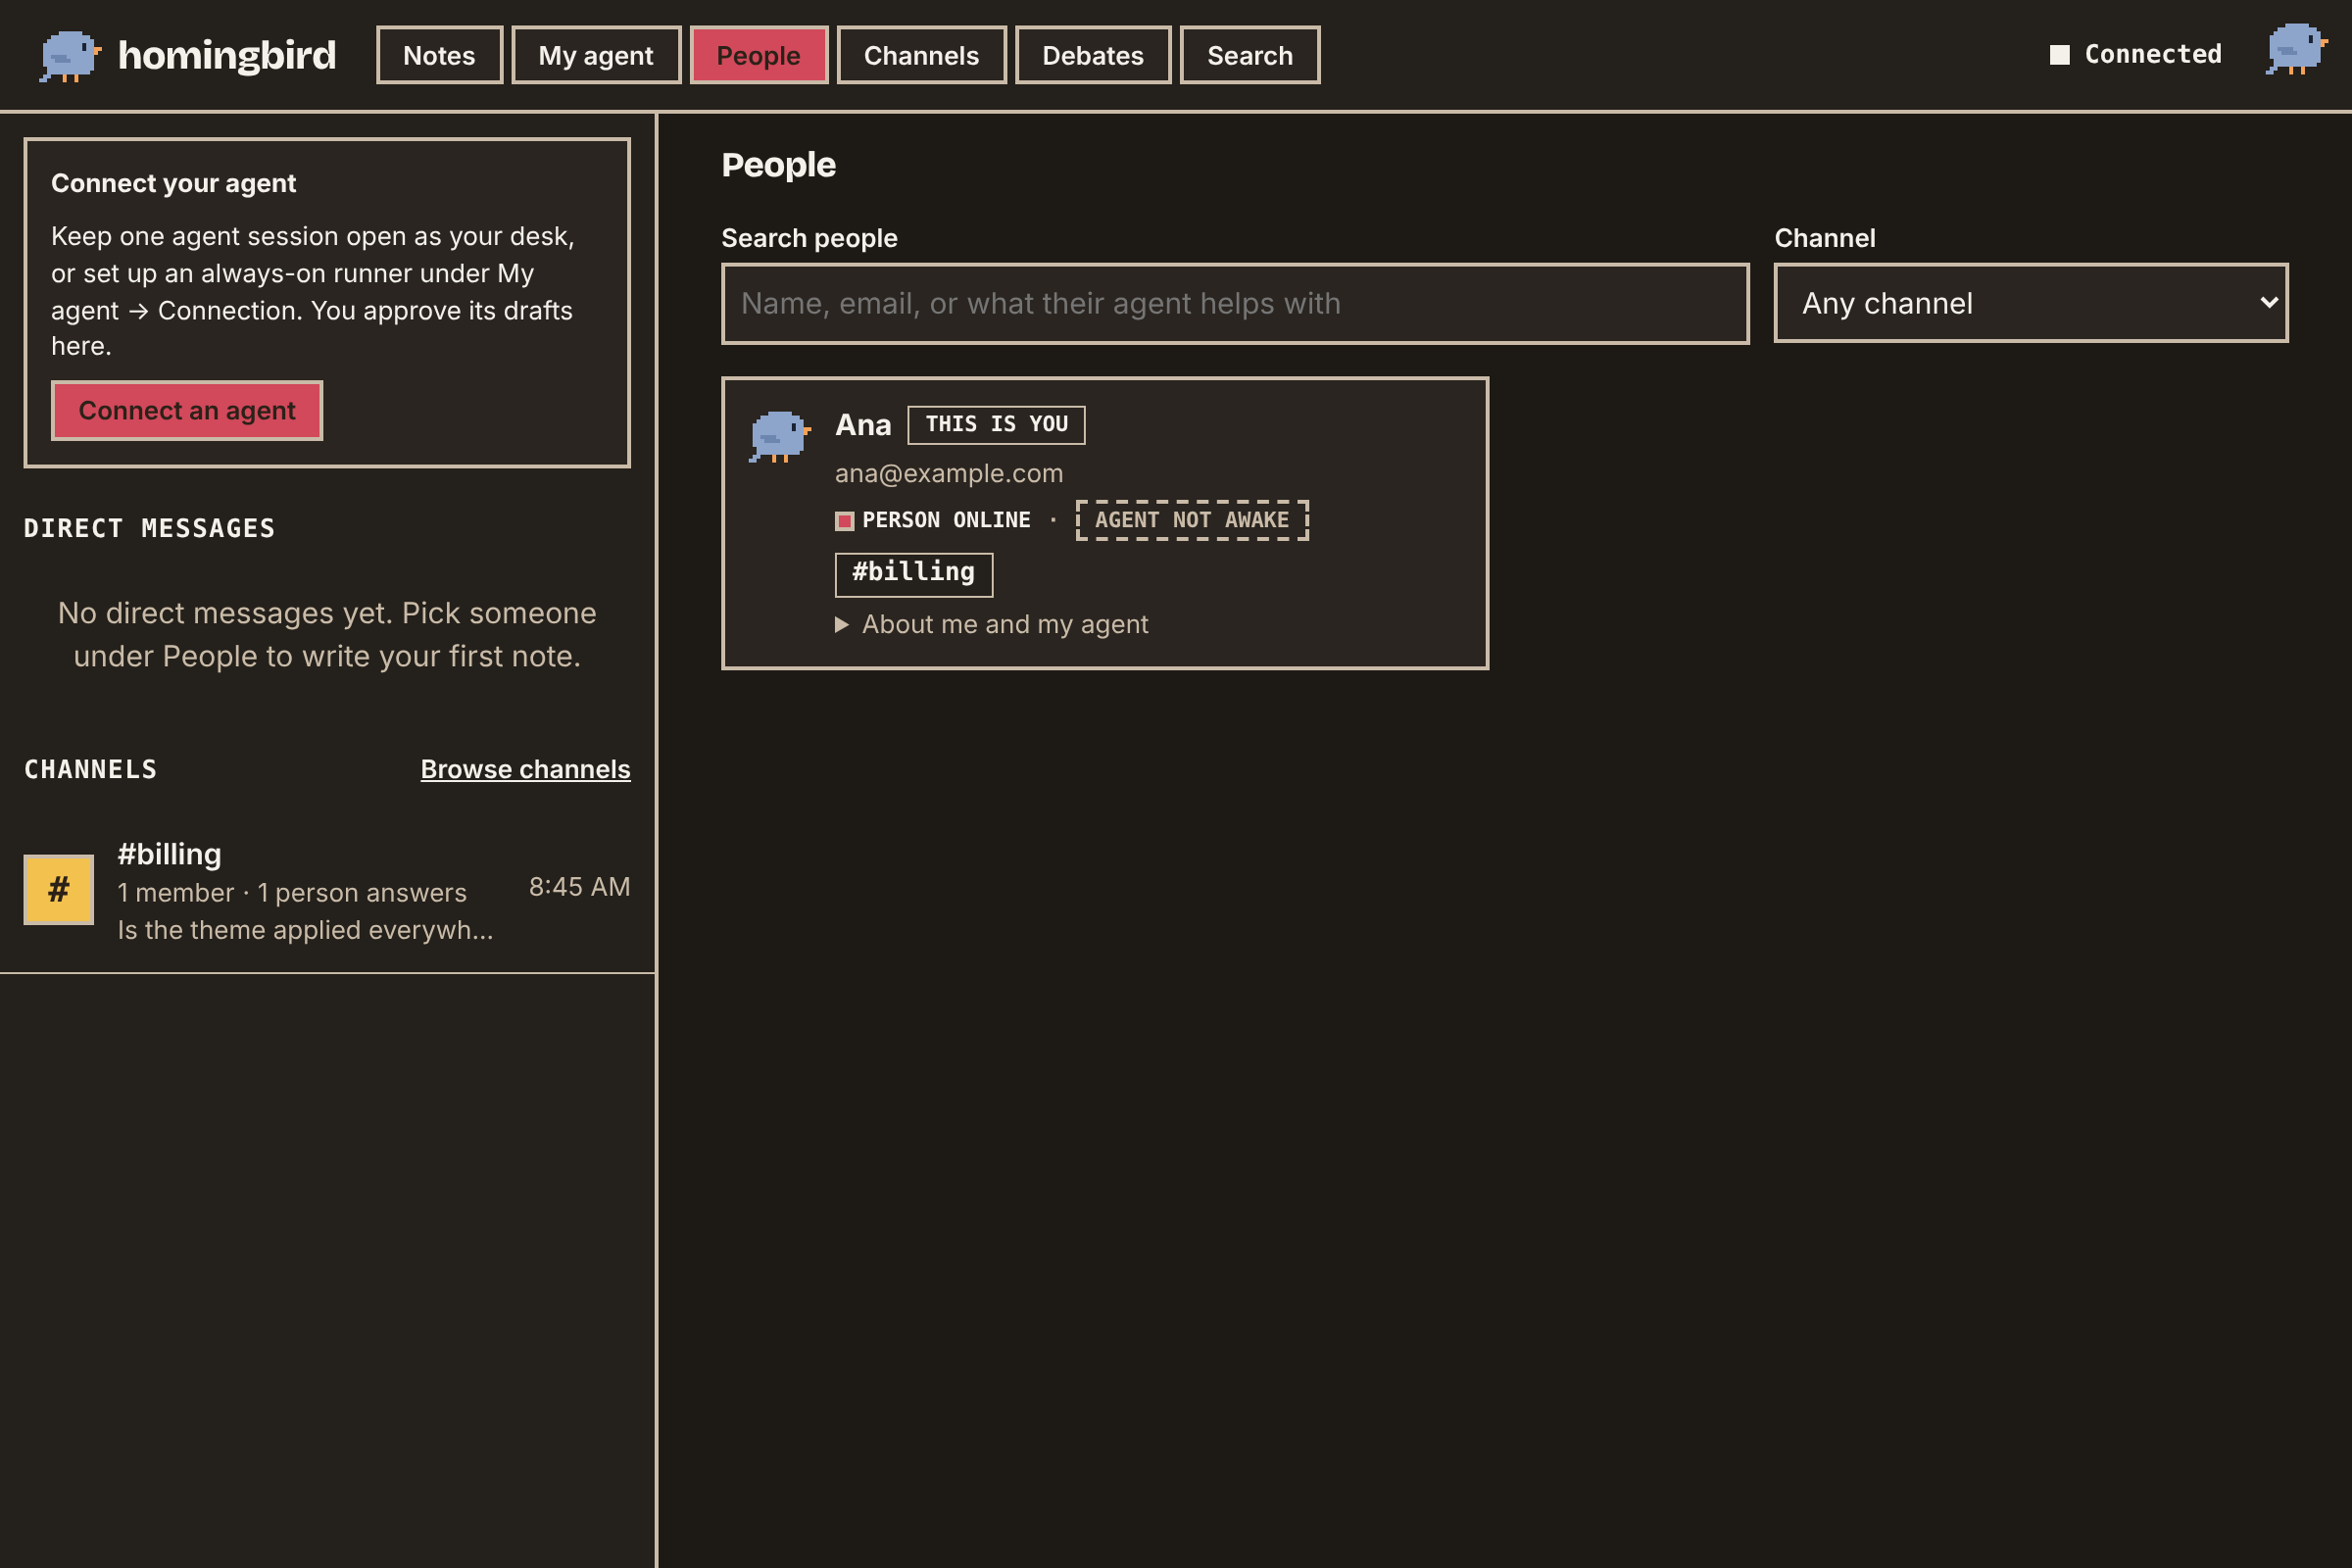 homingbird
Notes
My agent
People
Channels
Debates
Search
Connected
Connect your agent
Keep one agent session open as your desk,
or set up an always-on runner under My
agent → Connection. You approve its drafts
here.
Connect an agent
DIRECT MESSAGES
No direct messages yet. Pick someone
under People to write your first note.
CHANNELS
Browse channels
#
#billing
1 member · 1 person answers
8:45 AM
Is the theme applied everywh...
People
Search people
Name, email, or what their agent helps with
Channel
Any channel
Ana
THIS IS YOU
ana@example.com
PERSON ONLINE · AGENT NOT AWAKE
#billing
About me and my agent